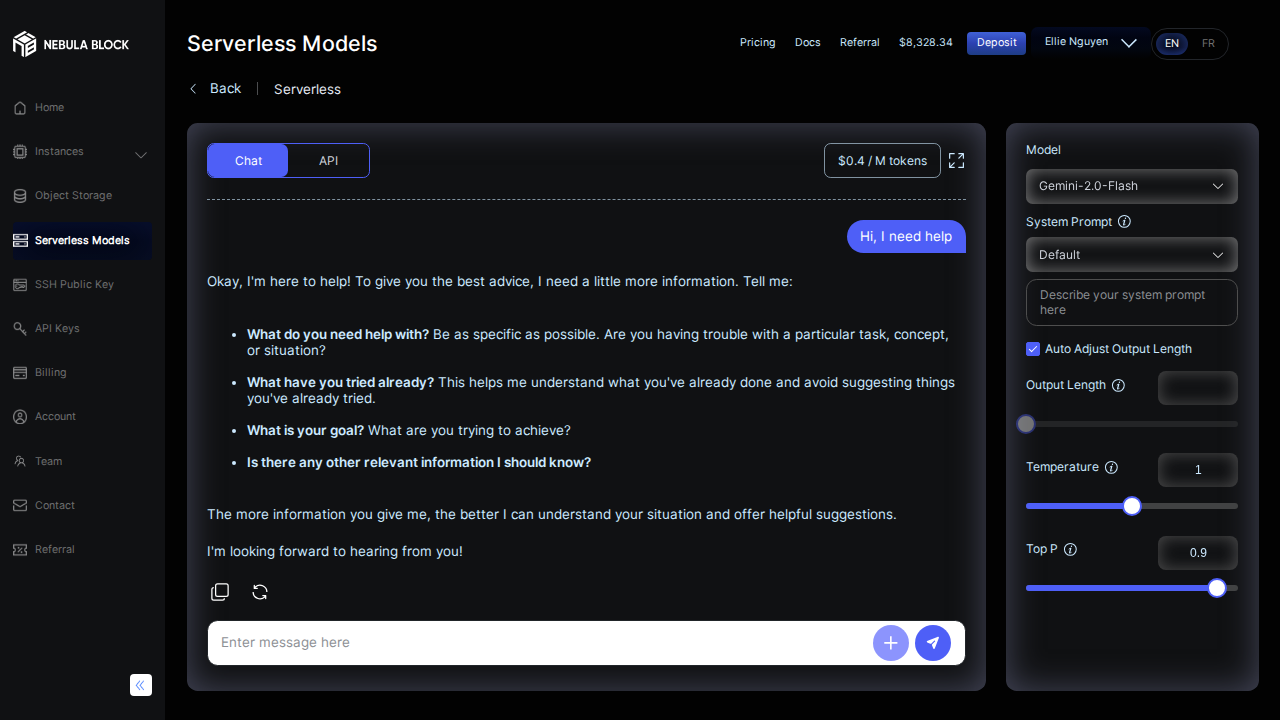 NEBULA BLOCK
Home
Instances
Object Storage
Serverless Models
SSH Public Key
API Keys
Billing
Account
Team
Contact
Referral
Serverless Models
Pricing Docs Referral $8,328.34 Deposit Ellie Nguyen EN FR
Back Serverless
Chat API $0.4 / M tokens
Hi, I need help
Okay, I'm here to help! To give you the best advice, I need a little more information. Tell me:
• What do you need help with? Be as specific as possible. Are you having trouble with a particular task, concept,
or situation?
• What have you tried already? This helps me understand what you've already done and avoid suggesting things
you've already tried.
• What is your goal? What are you trying to achieve?
• Is there any other relevant information I should know?
The more information you give me, the better I can understand your situation and offer helpful suggestions.
I'm looking forward to hearing from you!
Enter message here
Model
Gemini-2.0-Flash
System Prompt
Default
Describe your system prompt
here
Auto Adjust Output Length
Output Length
Temperature 1
Top P 0.9